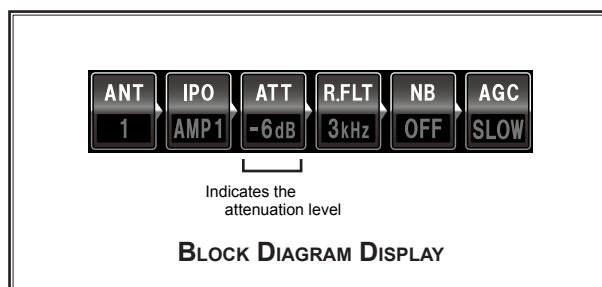 ANT IPO ATT R.FLT NB AGC
1 AMP1 -6dB 3kHz OFF SLOW
Indicates the
attenuation level
BLOCK DIAGRAM DISPLAY